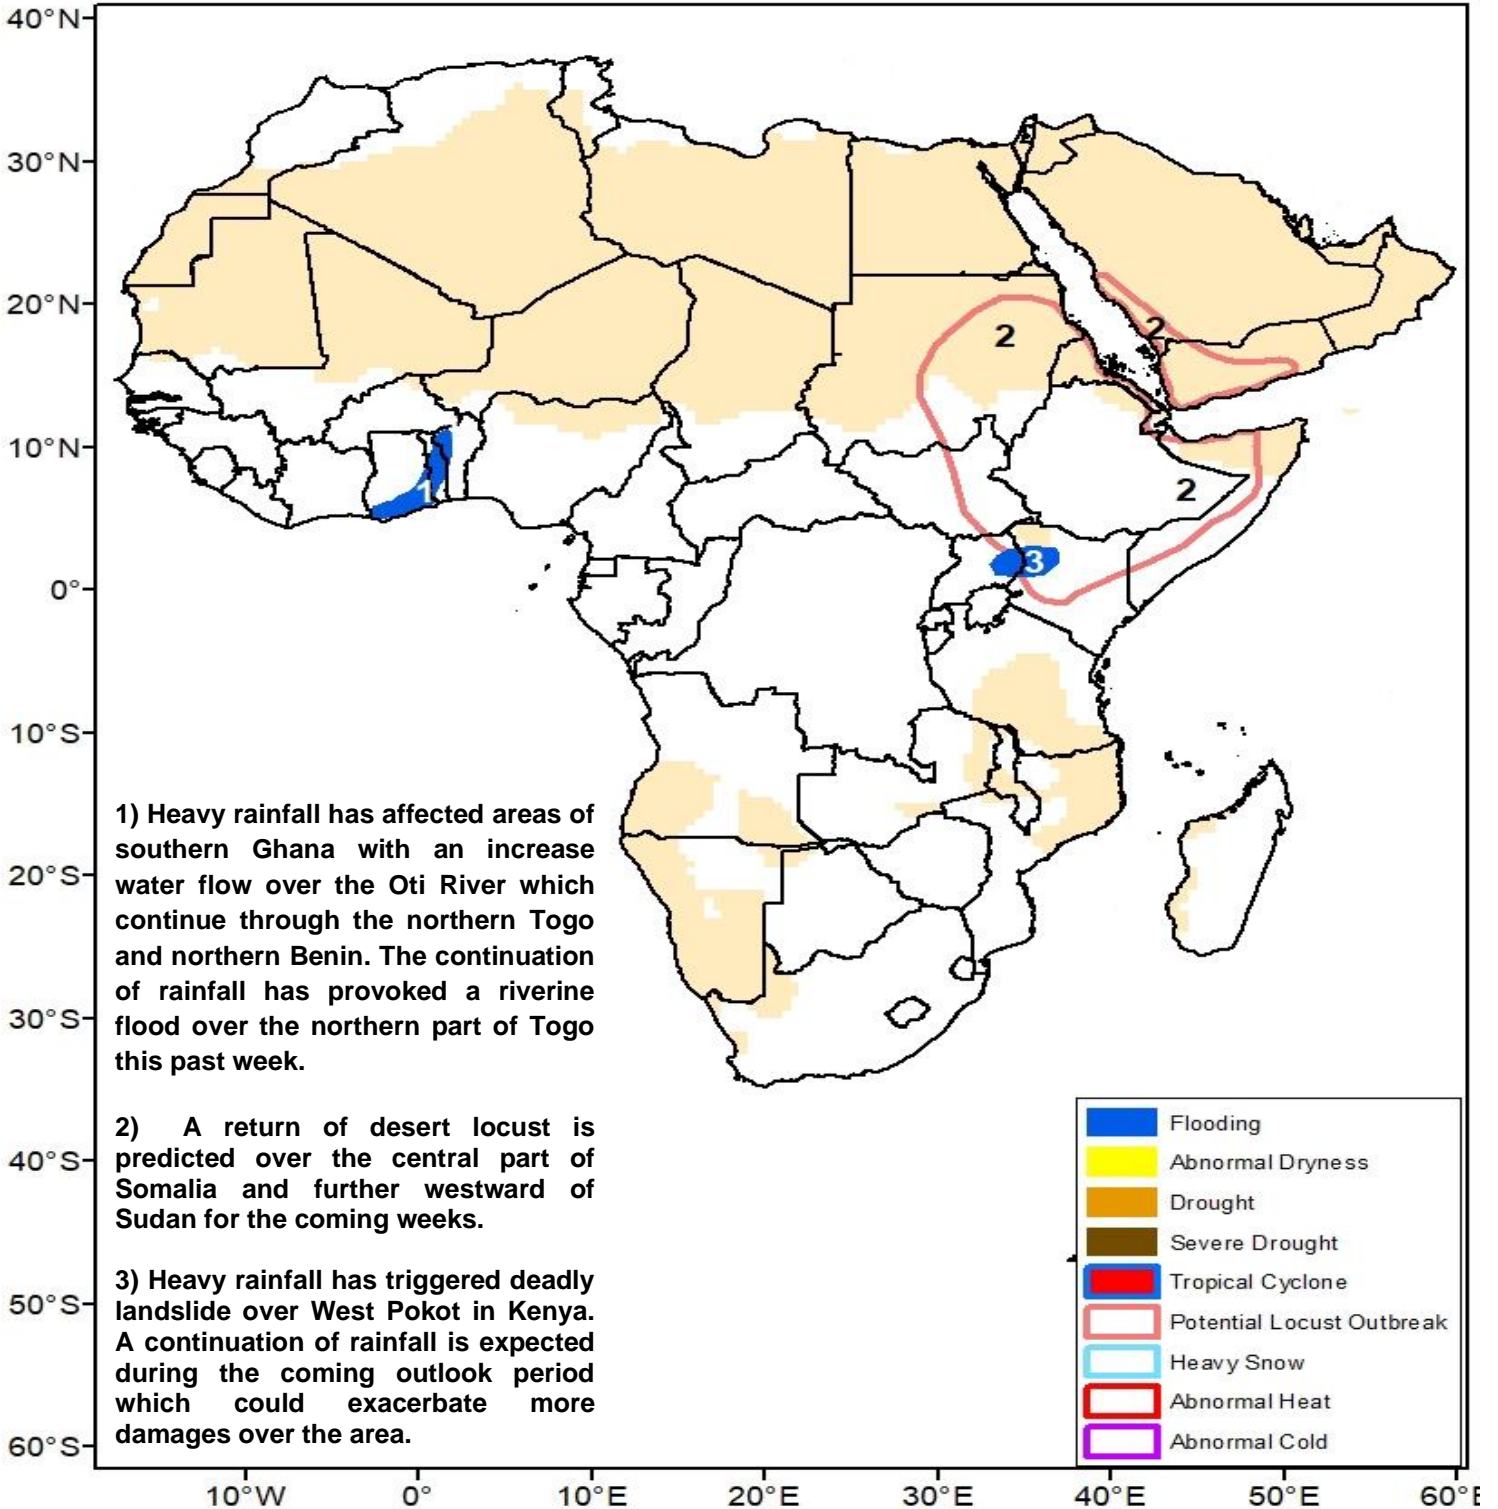 40°N
30°N
20°N
10°N
0°
10°S
20°S
30°S
40°S
50°S
60°S
2
2
2
1
3
1) Heavy rainfall has affected areas of
southern Ghana with an increase
water flow over the Oti River which
continue through the northern Togo
and northern Benin. The continuation
of rainfall has provoked a riverine
flood over the northern part of Togo
this past week.
2) A return of desert locust is
predicted over the central part of
Somalia and further westward of
Sudan for the coming weeks.
3) Heavy rainfall has triggered deadly
landslide over West Pokot in Kenya.
A continuation of rainfall is expected
during the coming outlook period
which could exacerbate more
damages over the area.
Flooding
Abnormal Dryness
Drought
Severe Drought
Tropical Cyclone
Potential Locust Outbreak
Heavy Snow
Abnormal Heat
Abnormal Cold
10°W 0° 10°E 20°E 30°E 40°E 50°E 60°E